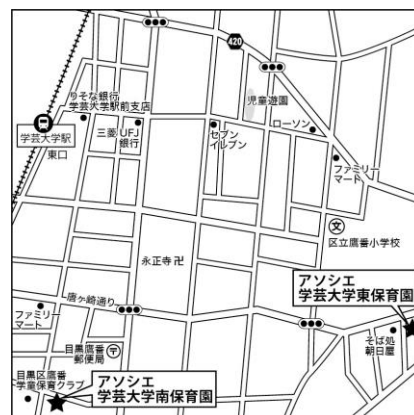 420
りそな銀行
学芸大学駅前支店
児童遊園
学芸大学駅
東口
三菱UFJ
銀行
セブン
イレブン
ローソン
ファミリー
マート
文
区立鷹番小学校
永正寺 卍
アソシエ
学芸大学東保育園
唐ヶ崎通り
ファミリー
マート
目黒鷹番
郵便局
〒
そば処
朝日屋
目黒区鷹番
学童保育クラブ
アソシエ
学芸大学南保育園